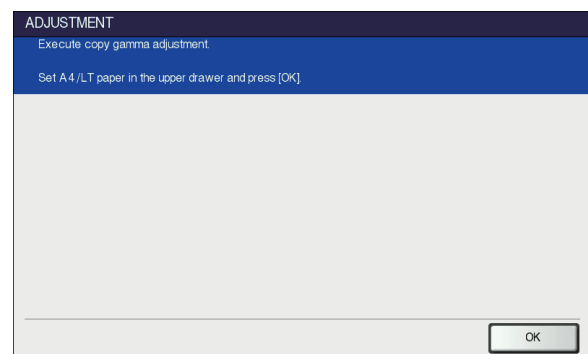 ADJUSTMENT
Execute copy gamma adjustment.
Set A4/LT paper in the upper drawer and press [OK].
OK